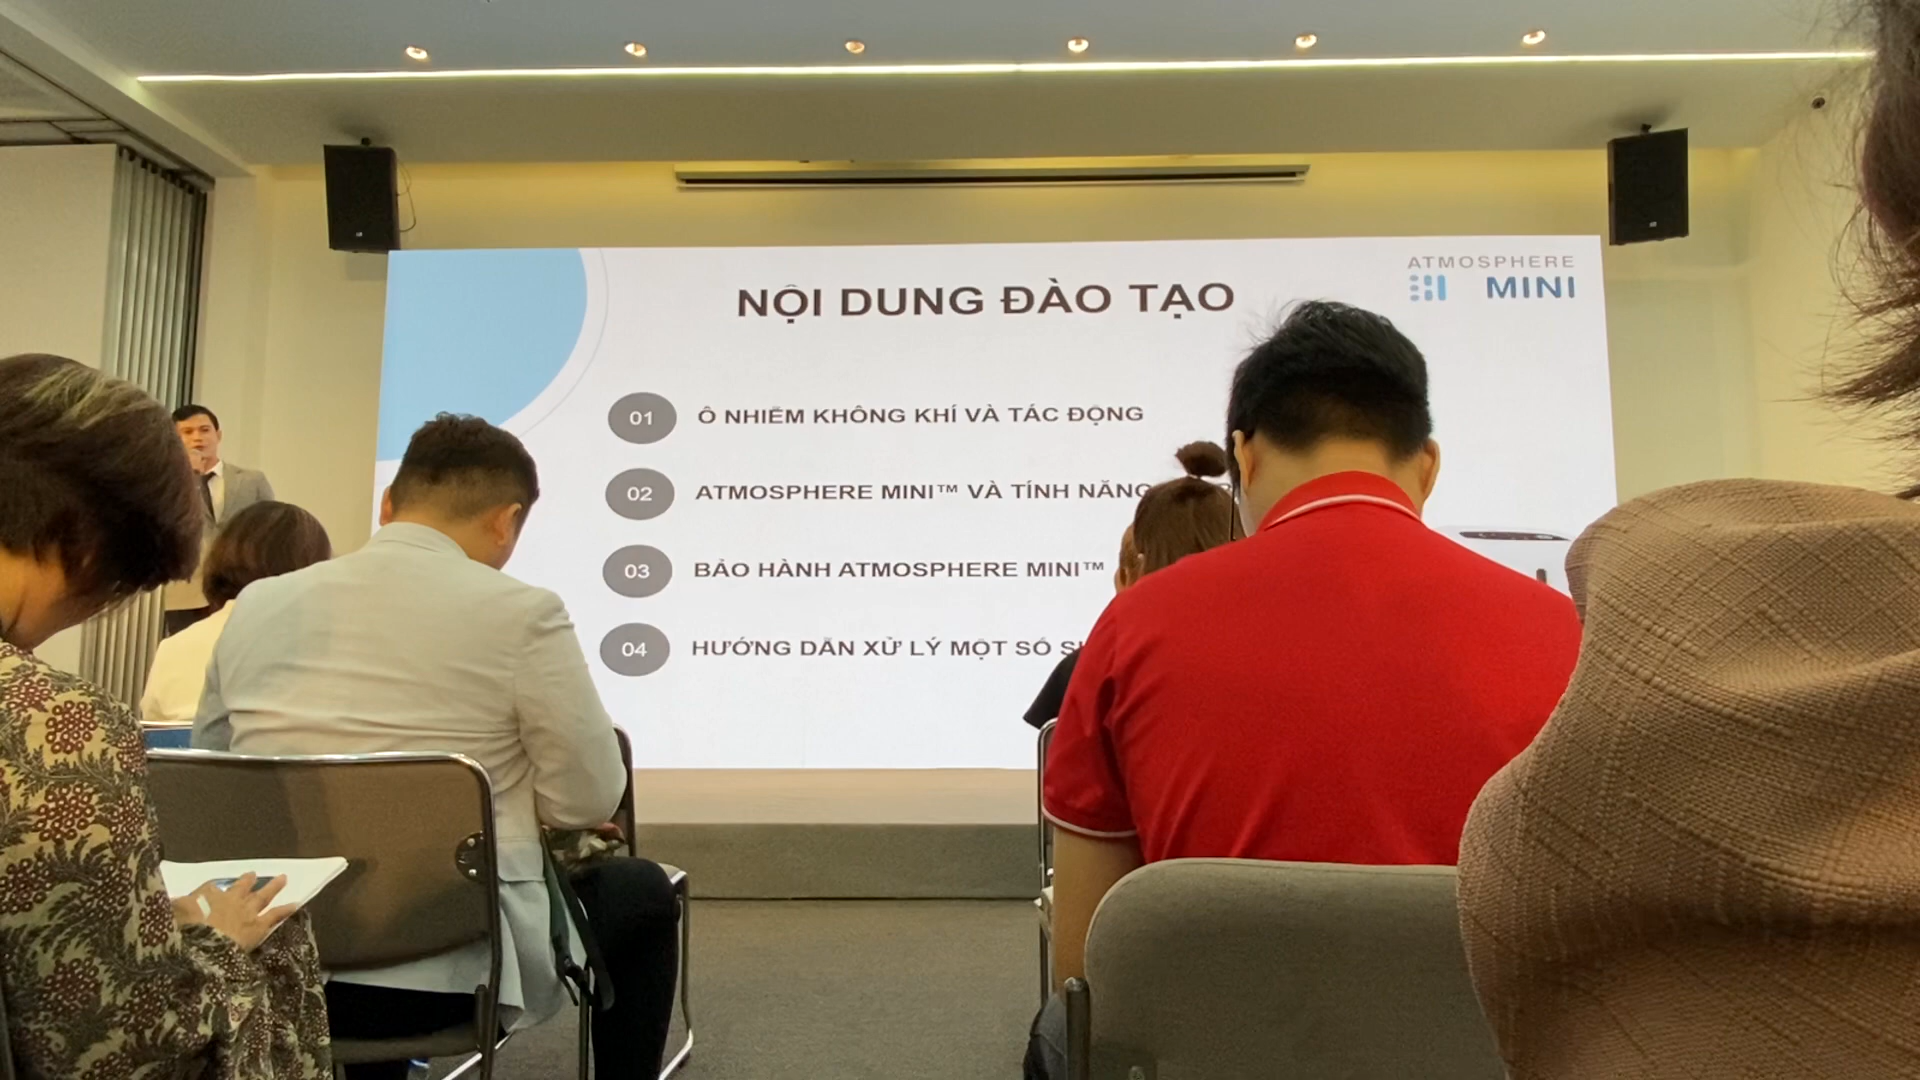 ATMOSPHERE
MINI
NỘI DUNG ĐÀO TẠO
01 Ô NHIỄM KHÔNG KHÍ VÀ TÁC ĐỘNG
02 ATMOSPHERE MINI™ VÀ TÍNH NĂNG
03 BẢO HÀNH ATMOSPHERE MINI™
04 HƯỚNG DẪN XỬ LÝ MỘT SỐ